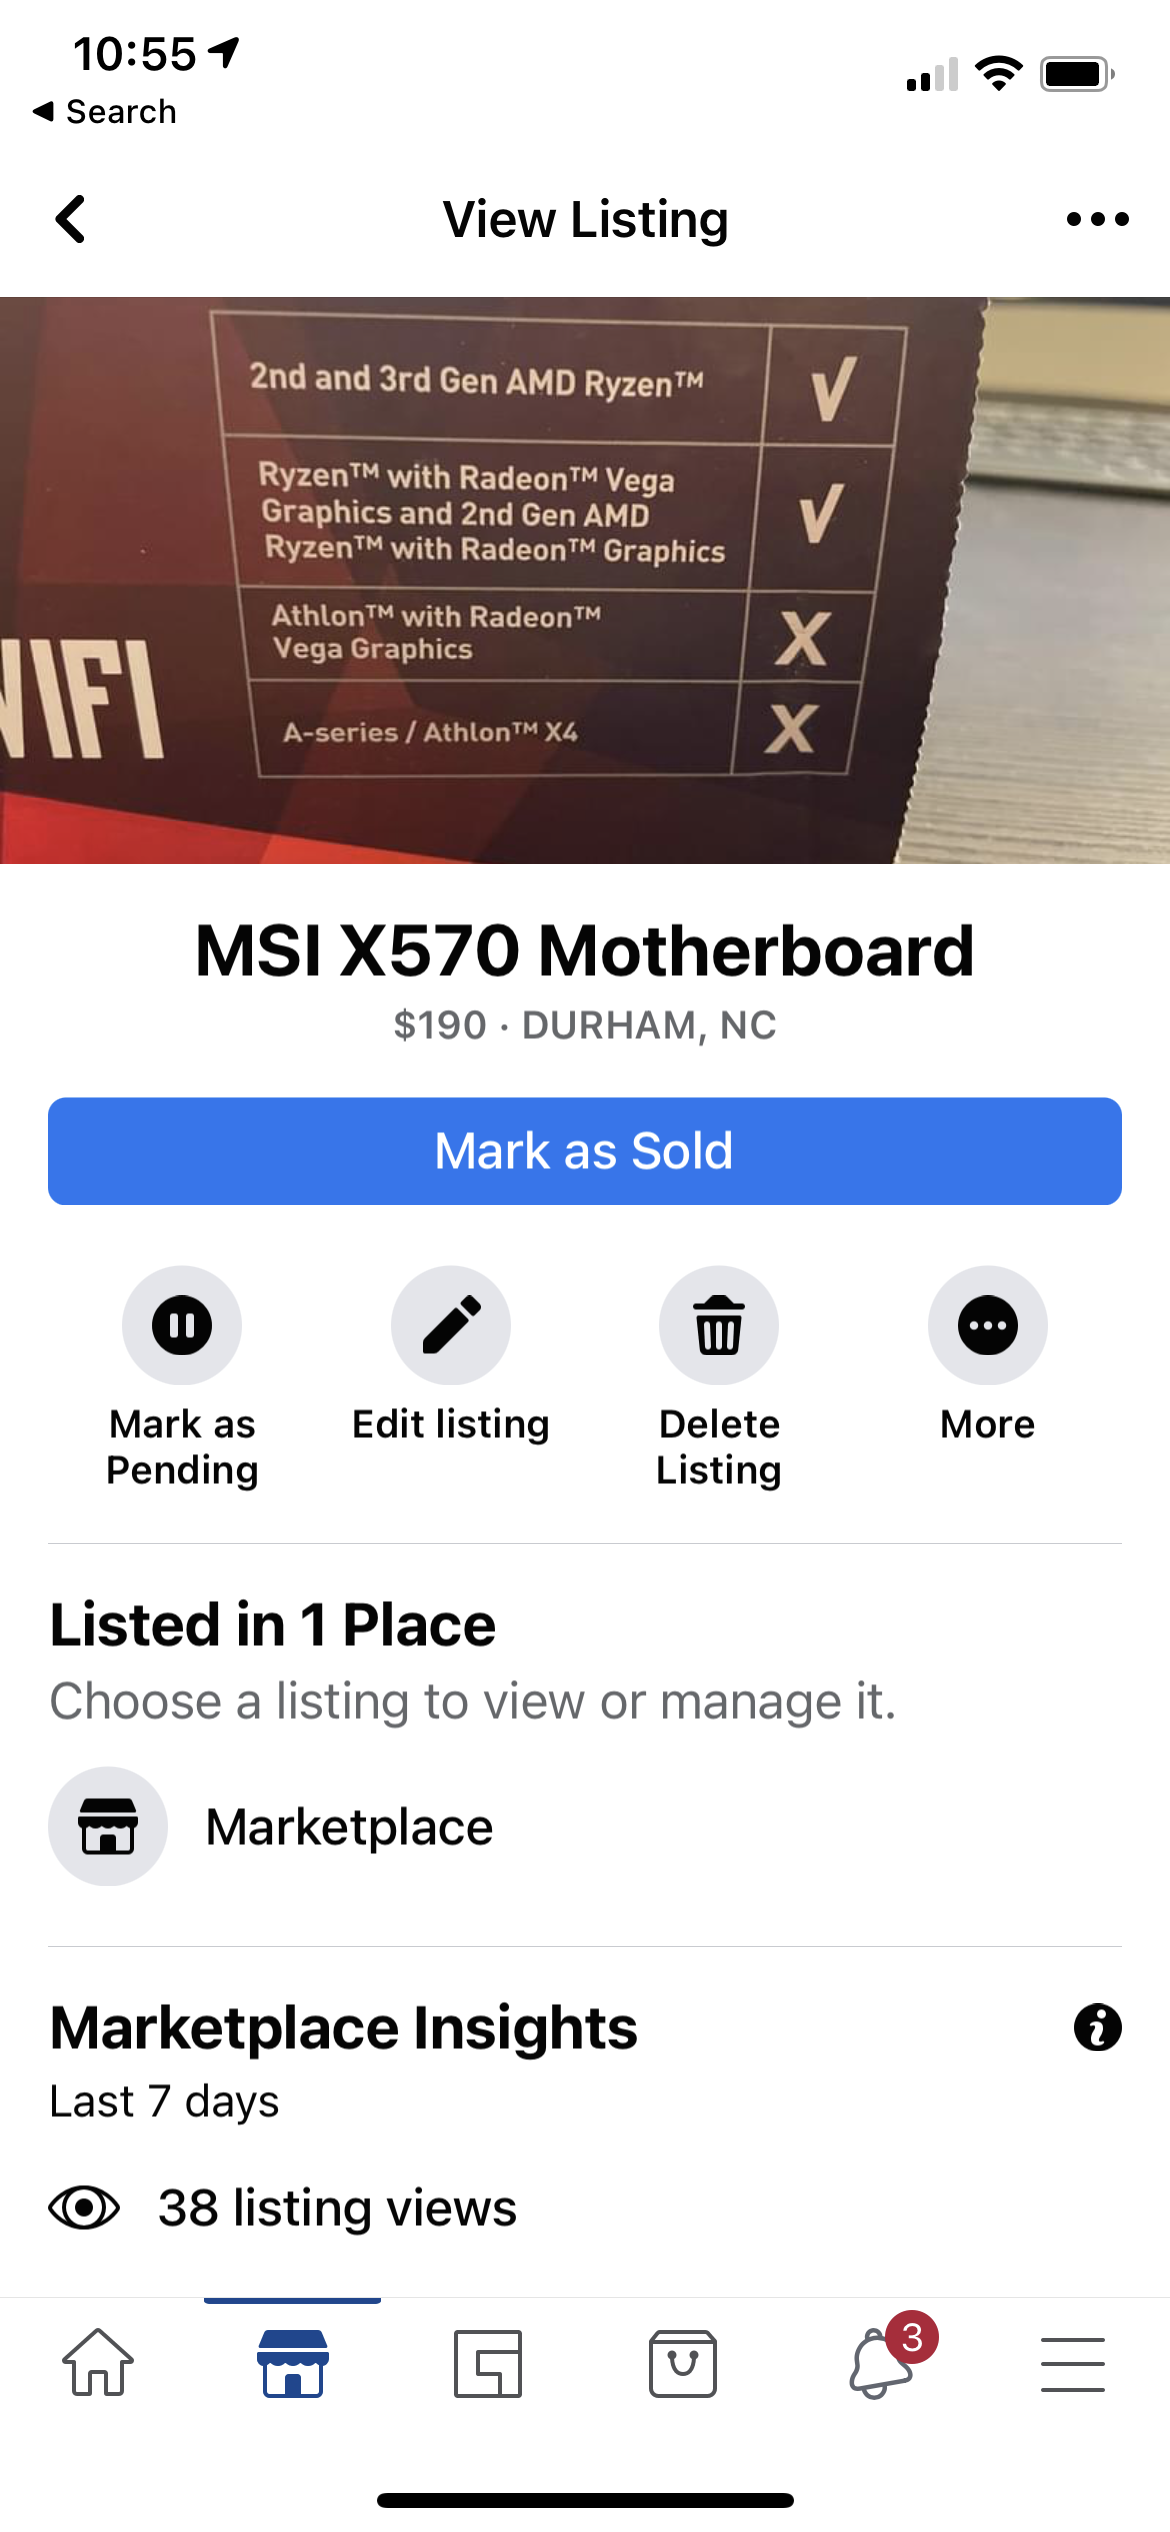 10:55
Search
View Listing
2nd and 3rd Gen AMD Ryzen™
Ryzen™ with Radeon™ Vega
Graphics and 2nd Gen AMD
Ryzen™ with Radeon™ Graphics
Athlon™ with Radeon™
Vega Graphics
X
A-series / Athlon™ X4
X
MSI X570 Motherboard
$190 · DURHAM, NC
Mark as Sold
Mark as
Pending
Edit listing
Delete
Listing
More
Listed in 1 Place
Choose a listing to view or manage it.
Marketplace
Marketplace Insights
Last 7 days
38 listing views
3